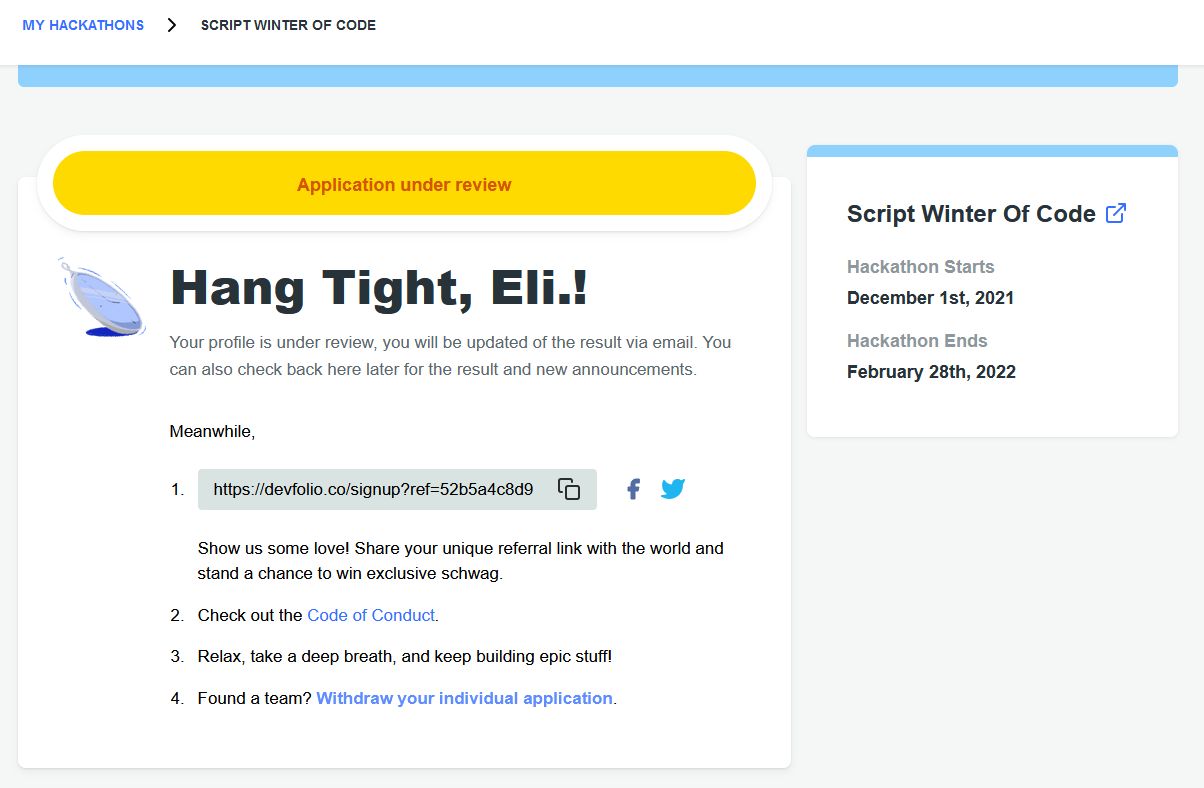 MY HACKATHONS > SCRIPT WINTER OF CODE
Application under review
Hang Tight, Eli.!
Your profile is under review, you will be updated of the result via email. You
can also check back here later for the result and new announcements.
Meanwhile,
1. https://devfolio.co/signup?ref=52b5a4c8d9
Show us some love! Share your unique referral link with the world and
stand a chance to win exclusive schwag.
2. Check out the Code of Conduct.
3. Relax, take a deep breath, and keep building epic stuff!
4. Found a team? Withdraw your individual application.
Script Winter Of Code
Hackathon Starts
December 1st, 2021
Hackathon Ends
February 28th, 2022